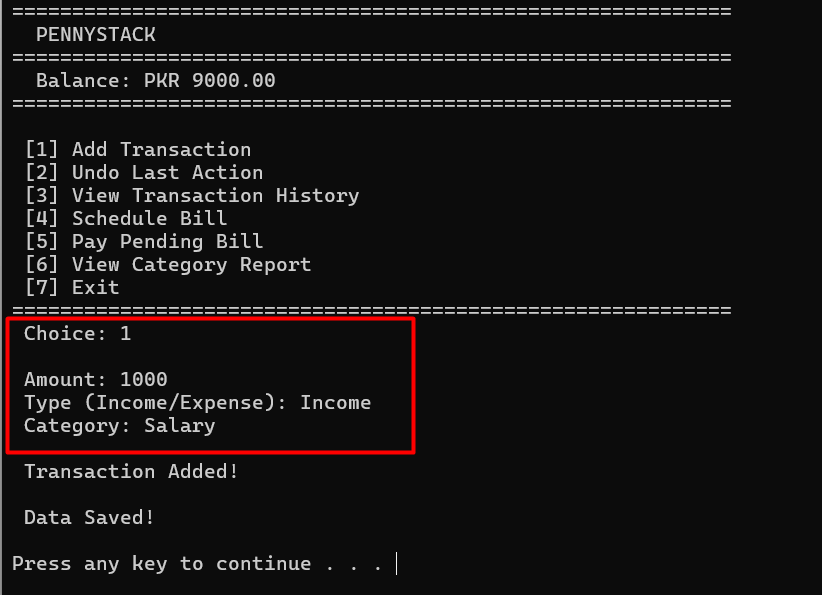 ============================================================
PENNYSTACK
============================================================
Balance: PKR 9000.00
============================================================
[1] Add Transaction
[2] Undo Last Action
[3] View Transaction History
[4] Schedule Bill
[5] Pay Pending Bill
[6] View Category Report
[7] Exit
============================================================
Choice: 1
Amount: 1000
Type (Income/Expense): Income
Category: Salary
Transaction Added!
Data Saved!
Press any key to continue . . .